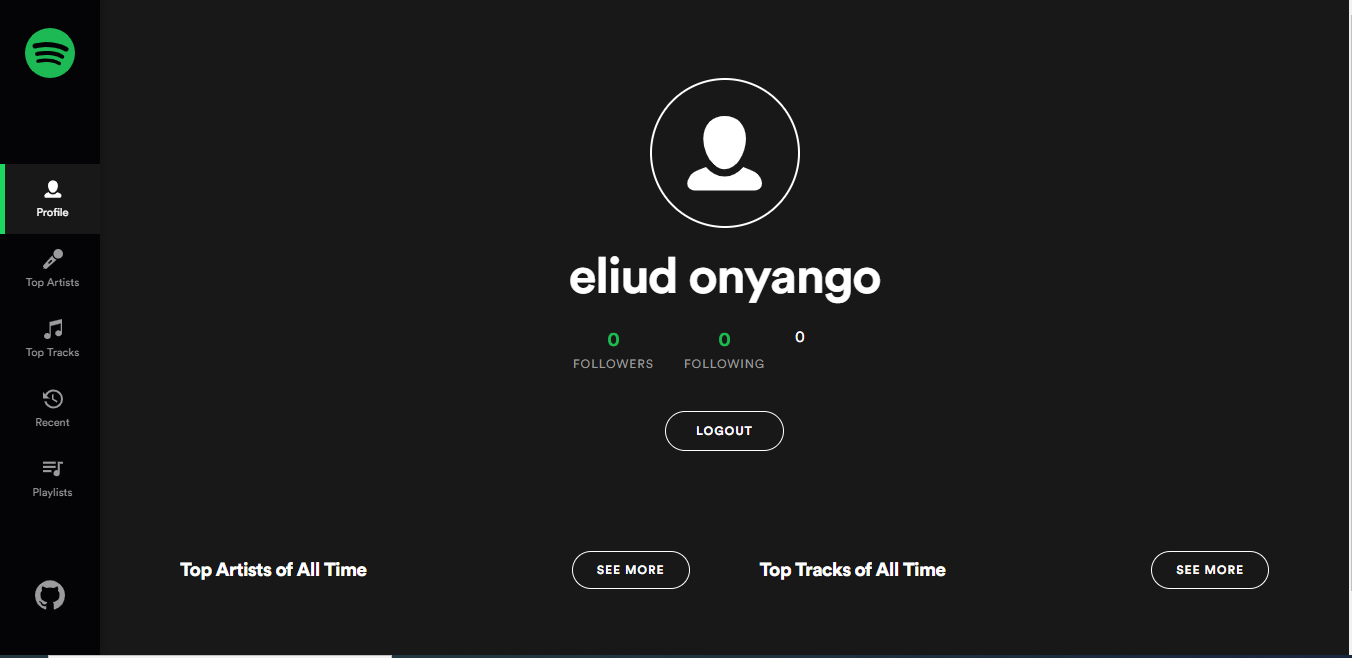 Profile
Top Artists
Top Tracks
Recent
Playlists
eliud onyango
0 0 0
FOLLOWERS FOLLOWING
LOGOUT
Top Artists of All Time SEE MORE Top Tracks of All Time SEE MORE